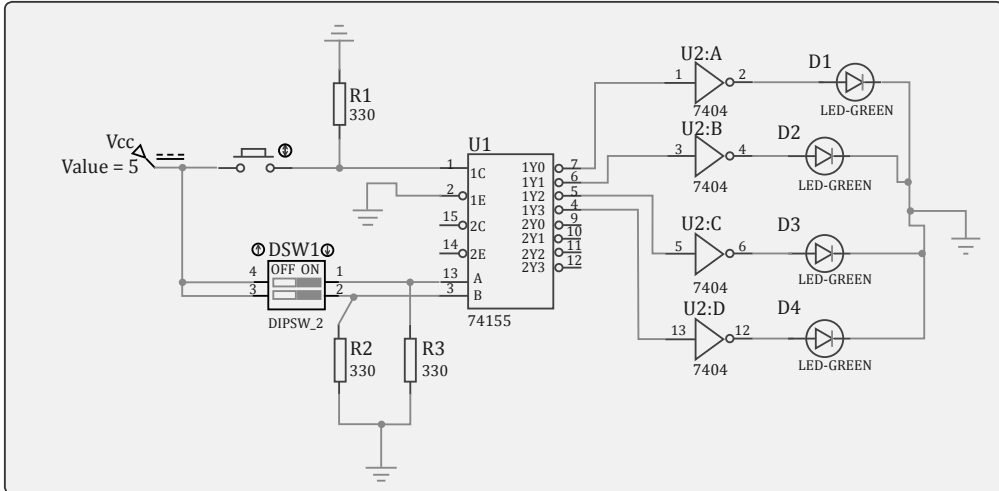 R1
330
Vcc
Value = 5
U1
1
2
15
14
13
3
1C
1E
2C
2E
A
B
1Y0
1Y1
1Y2
1Y3
2Y0
2Y1
2Y2
2Y3
7
6
5
4
9
10
11
12
74155
DSW1
OFF ON
4
3
1
2
DIPSW_2
R2
330
R3
330
U2:A
1
2
7404
D1
LED-GREEN
U2:B
3
4
7404
D2
LED-GREEN
U2:C
5
6
7404
D3
LED-GREEN
U2:D
13
12
7404
D4
LED-GREEN